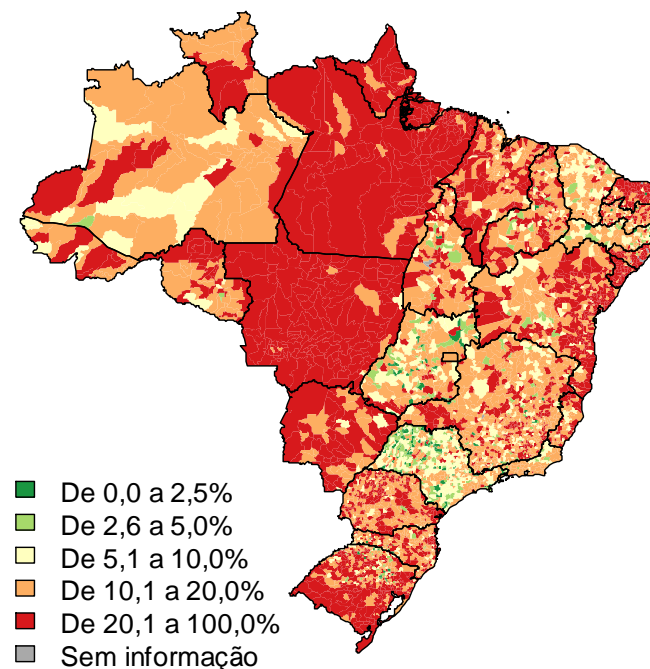 De 0,0 a 2,5%
De 2,6 a 5,0%
De 5,1 a 10,0%
De 10,1 a 20,0%
De 20,1 a 100,0%
Sem informação